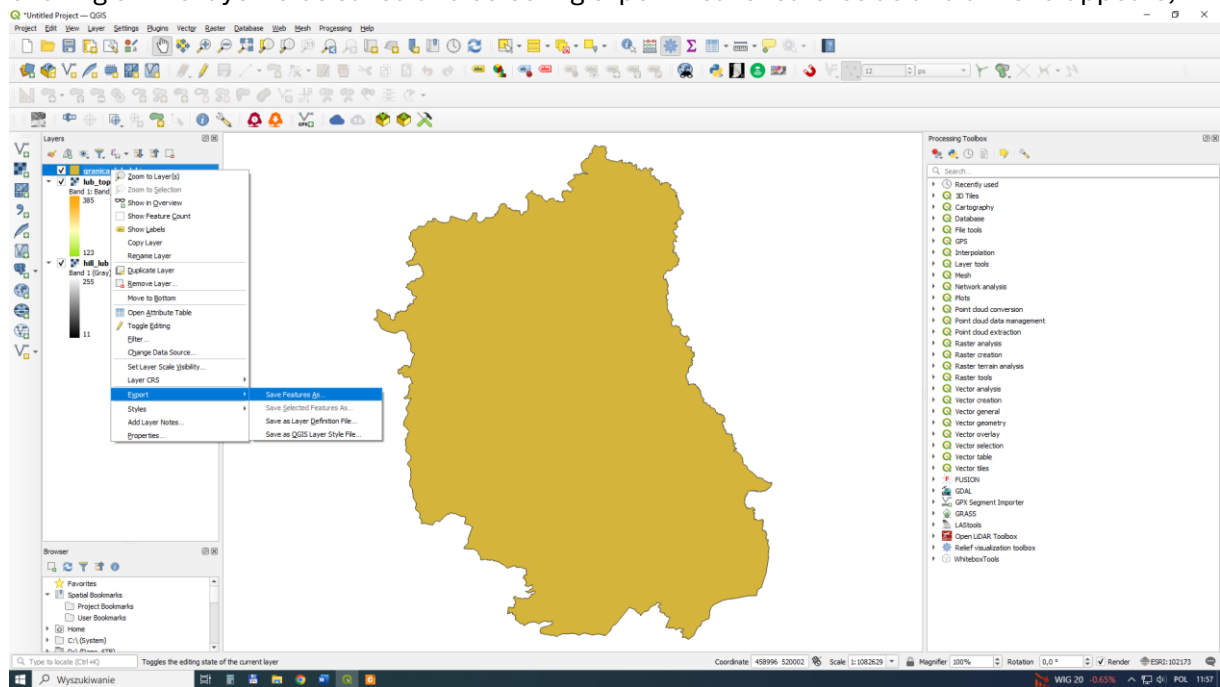 *Untitled Project — QGIS
Project Edit View Layer Settings Plugins Vector Raster Database Web Mesh Processing Help
12 px
Layers
lub_top
Band 1: Band
385
123
hill_lub
Band 1 (Gray)
255
11
Zoom to Layer(s)
Zoom to Selection
Show in Overview
Show Feature Count
Show Labels
Copy Layer
Rename Layer
Duplicate Layer
Remove Layer...
Move to Bottom
Open Attribute Table
Toggle Editing
Filter...
Change Data Source...
Set Layer Scale Visibility...
Layer CRS
Export
Styles
Add Layer Notes...
Properties...
Save Features As...
Save Selected Features As...
Save as Layer Definition File...
Save as QGIS Layer Style File...
Browser
Favorites
Spatial Bookmarks
Project Bookmarks
User Bookmarks
Home
C:\ (System)
Processing Toolbox
Search...
Recently used
3D Tiles
Cartography
Database
File tools
GPS
Interpolation
Layer tools
Mesh
Network analysis
Plots
Point cloud conversion
Point cloud data management
Point cloud extraction
Raster analysis
Raster creation
Raster terrain analysis
Raster tools
Vector analysis
Vector creation
Vector general
Vector geometry
Vector overlay
Vector selection
Vector table
Vector tiles
FUSION
GDAL
GPX Segment Importer
GRASS
LAStools
Open LiDAR Toolbox
Relief visualization toolbox
WhiteboxTools
Type to locate (Ctrl+K) Toggles the editing state of the current layer Coordinate 458996 520002 Scale 1:1082629 Magnifier 100% Rotation 0,0 ° Render ESRI:102173
Wyszukiwanie WIG 20 -0.65% POL 11:57